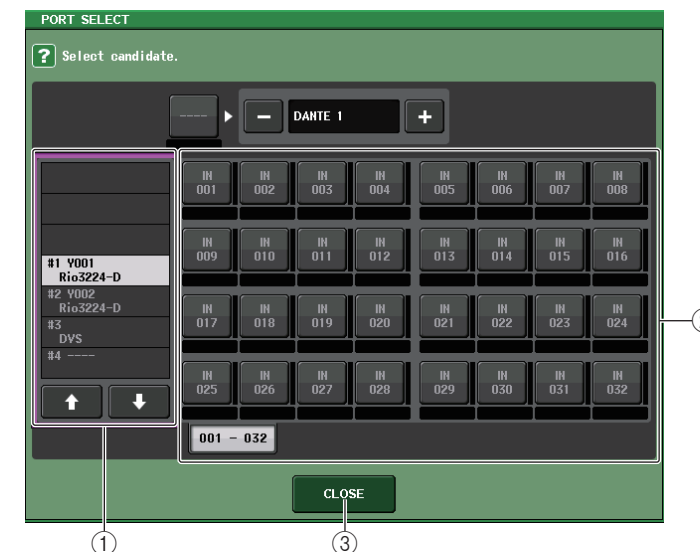 PORT SELECT
? Select candidate.
---- − DANTE 1 +
IN 001 IN 002 IN 003 IN 004 IN 005 IN 006 IN 007 IN 008
IN 009 IN 010 IN 011 IN 012 IN 013 IN 014 IN 015 IN 016
#1 Y001
Rio3224-D
#2 Y002
Rio3224-D
#3
DVS
#4 ----
IN 017 IN 018 IN 019 IN 020 IN 021 IN 022 IN 023 IN 024
IN 025 IN 026 IN 027 IN 028 IN 029 IN 030 IN 031 IN 032
001 - 032
CLOSE
① ③